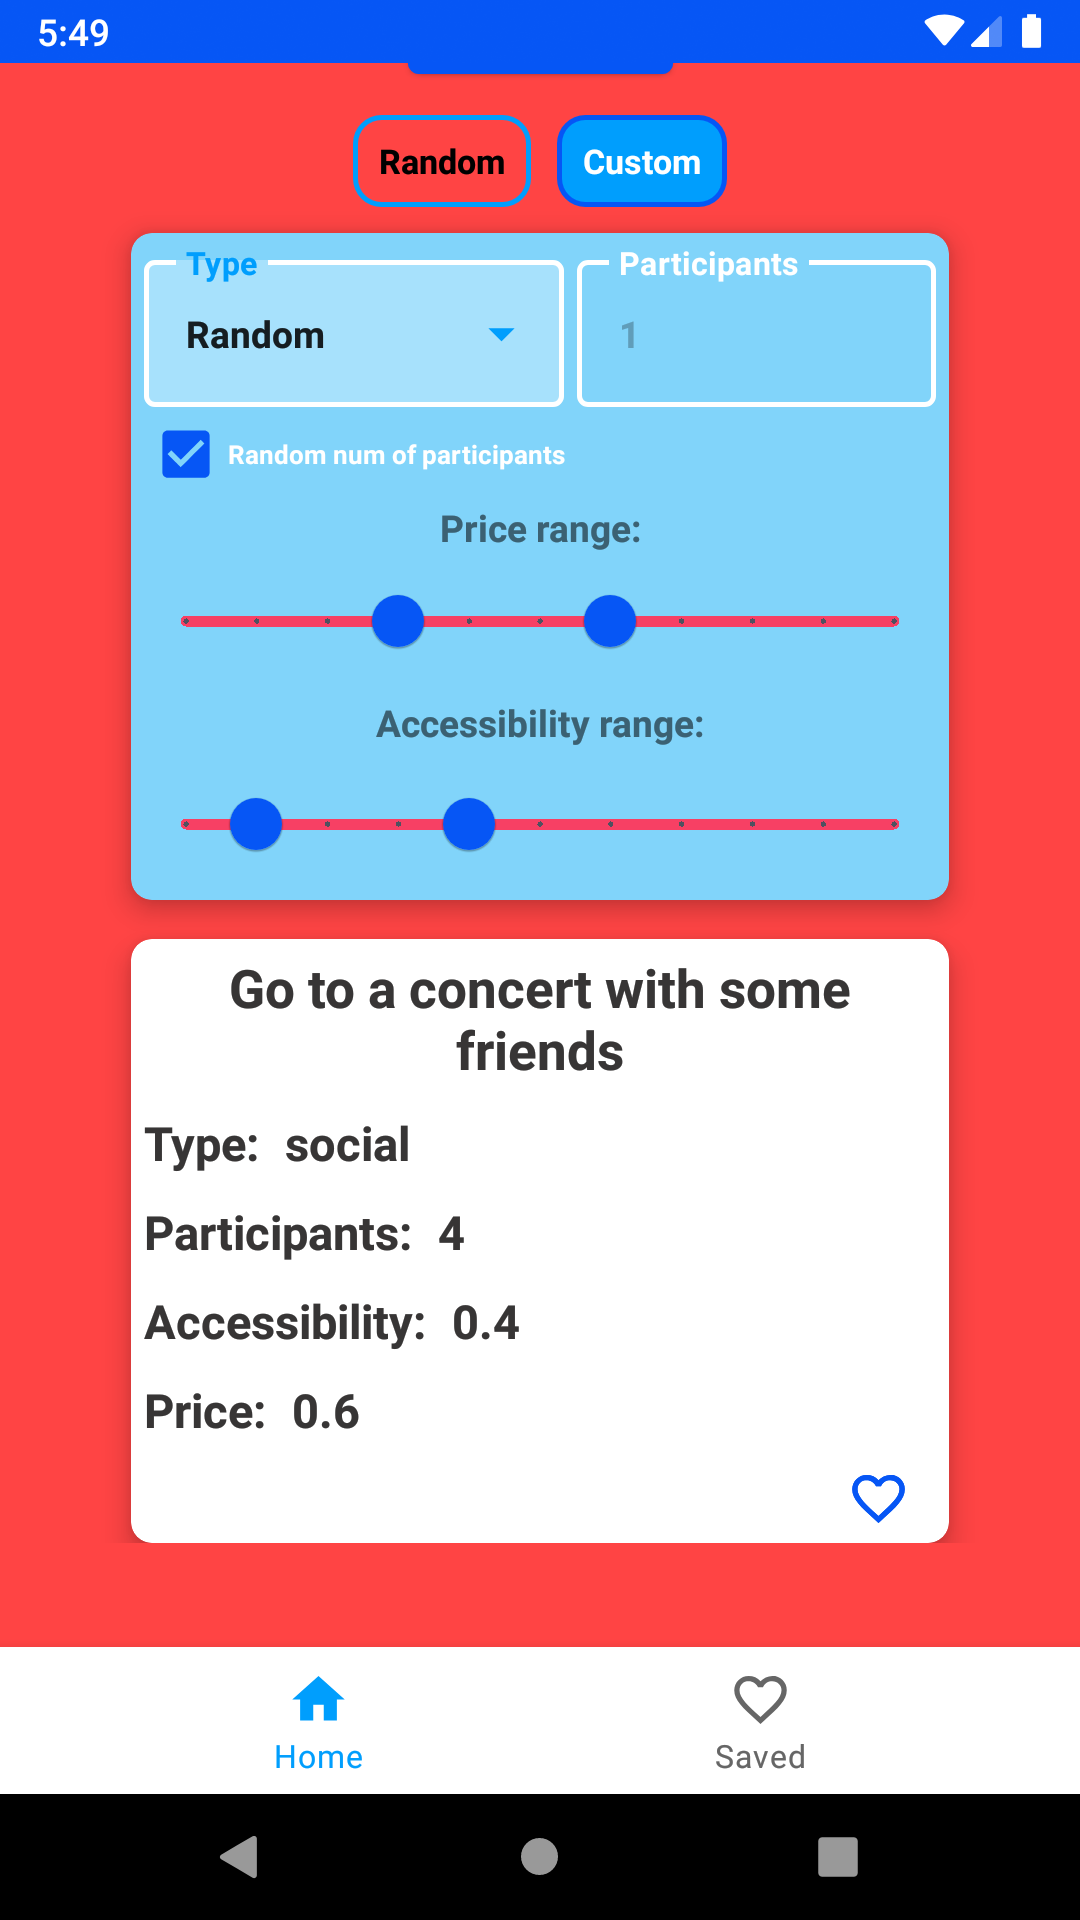 5:49
Random
Custom
Type
Participants
Random
1
Random num of participants
Price range:
Accessibility range:
Go to a concert with some
friends
Type: social
Participants: 4
Accessibility: 0.4
Price: 0.6
Home
Saved